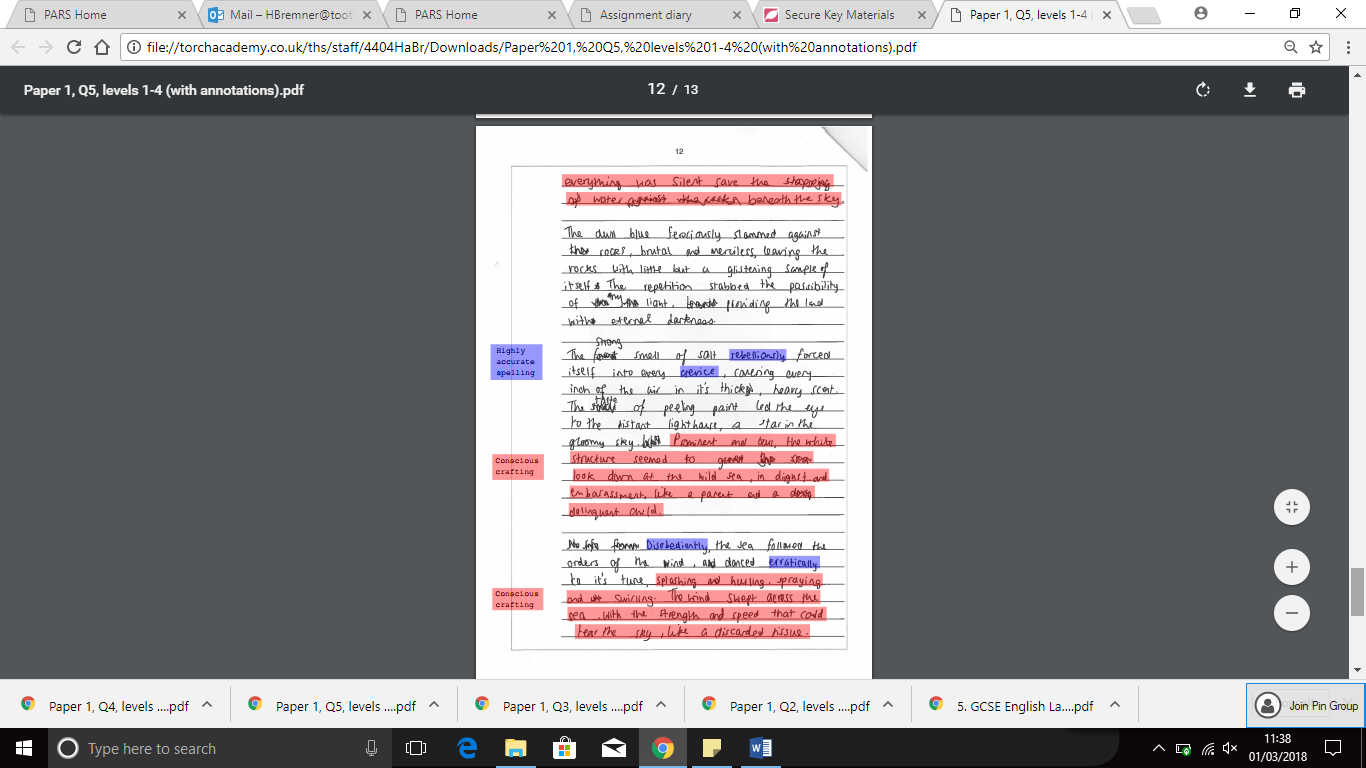 PARS Home
Mail – HBremner@toot
PARS Home
Assignment diary
Secure Key Materials
Paper 1, Q5, levels 1-4 (
file://torchacademy.co.uk/ths/staff/4404HaBr/Downloads/Paper%201,%20Q5,%20levels%201-4%20(with%20annotations).pdf
Paper 1, Q5, levels 1-4 (with annotations).pdf
12 / 13
12
everything was silent save the
of water beneath the sky.
The dull blue ferociously slammed against
the rocks, brutal and merciless, leaving the
rocks with little but a glistening sample of
itself. The repetition stabbed the possibility
of any light, providing the land
with eternal darkness.
strong
Highly
accurate
spelling
The smell of salt rebelliously forced
itself into every crevice, covering every
inch of the air in it's thick, heavy scent.
taste
The of peeling paint led the eye
to the distant lighthouse, a star in the
gloomy sky. Prominent and the white
structure seemed to
Conscious
crafting
look down at the wild sea, in digust and
embarassment, like a parent and a
delinquent child.
Disobediently, the sea followed the
orders of the wind, and danced erratically
to it's tune, splashing and hurling, spraying
Conscious
crafting
and swirling. The wind swept across the
sea with the strength and speed that could
tear the sky, like a discarded tissue.
Paper 1, Q4, levels ....pdf
Paper 1, Q5, levels ....pdf
Paper 1, Q3, levels ....pdf
Paper 1, Q2, levels ....pdf
5. GCSE English La....pdf
Join Pin Group
Type here to search
11:38
01/03/2018